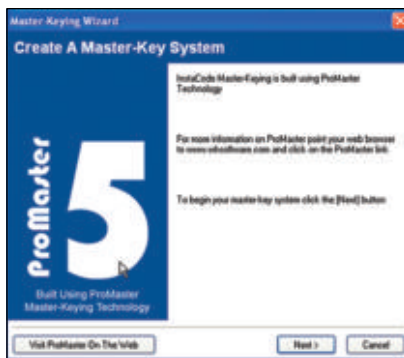 Master-Keying Wizard
Create A Master-Key System
InstaCode Master-Keying is built using ProMaster
Technology
For more information on ProMaster point your web browser
to www.whsoftware.com and click on the ProMaster link
To begin your master-key system click the [Next] button
ProMaster
5
Built Using ProMaster
Master-Keying Technology
Visit ProMaster On The Web
Next >
Cancel